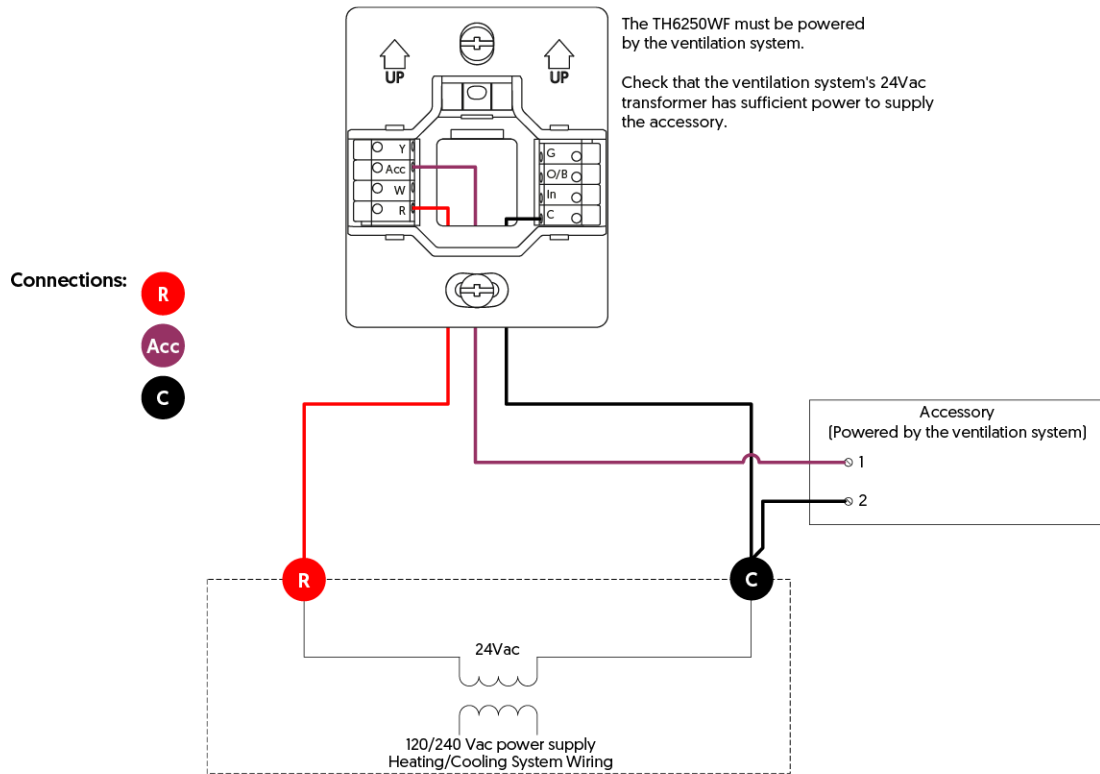 The TH6250WF must be powered
by the ventilation system.
Check that the ventilation system's 24Vac
transformer has sufficient power to supply
the accessory.
UP
UP
Y
Acc
W
R
G
O/B
In
C
Connections:
R
Acc
C
Accessory
(Powered by the ventilation system)
1
2
R
C
24Vac
120/240 Vac power supply
Heating/Cooling System Wiring